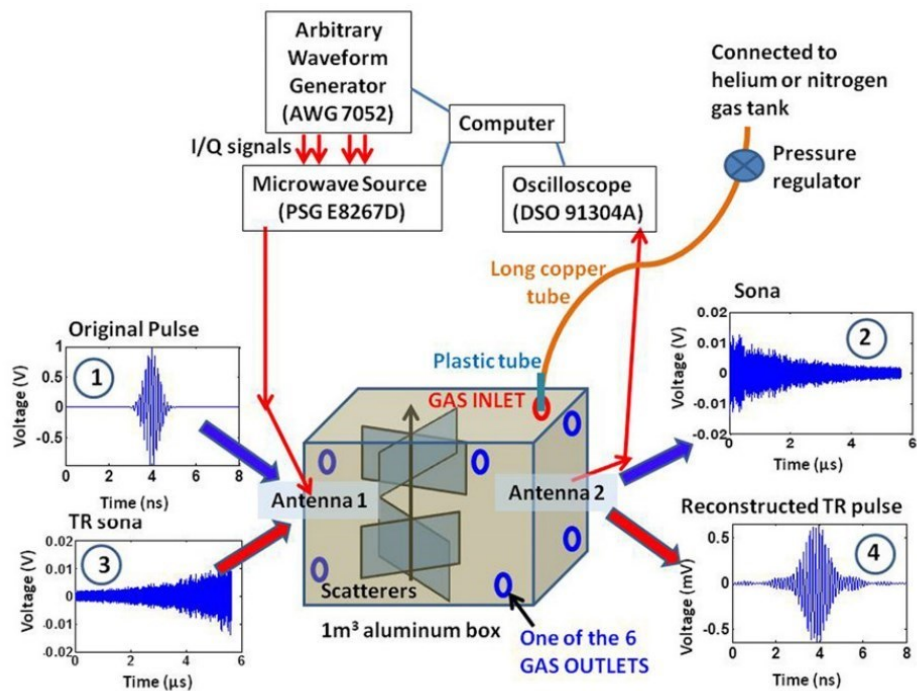 Arbitrary
Waveform
Generator
(AWG 7052)
Connected to
helium or nitrogen
gas tank
Computer
I/Q signals
Pressure
regulator
Microwave Source
(PSG E8267D)
Oscilloscope
(DSO 91304A)
Long copper
tube
Original Pulse
1
Voltage (V)
1
0.5
0
-0.5
0 2 4 6 8
Time (ns)
Sona
2
Voltage (V)
0.02
0.01
0
-0.01
-0.02
0 2 4 6
Time (μs)
Plastic tube
GAS INLET
Antenna 1
Antenna 2
TR sona
3
Voltage (V)
0.02
0.01
0
-0.01
-0.02
0 2 4 6
Time (μs)
Reconstructed TR pulse
4
Voltage (mV)
0.5
0
-0.5
0 2 4 6 8
Time (ns)
Scatterers
1m³ aluminum box
One of the 6
GAS OUTLETS